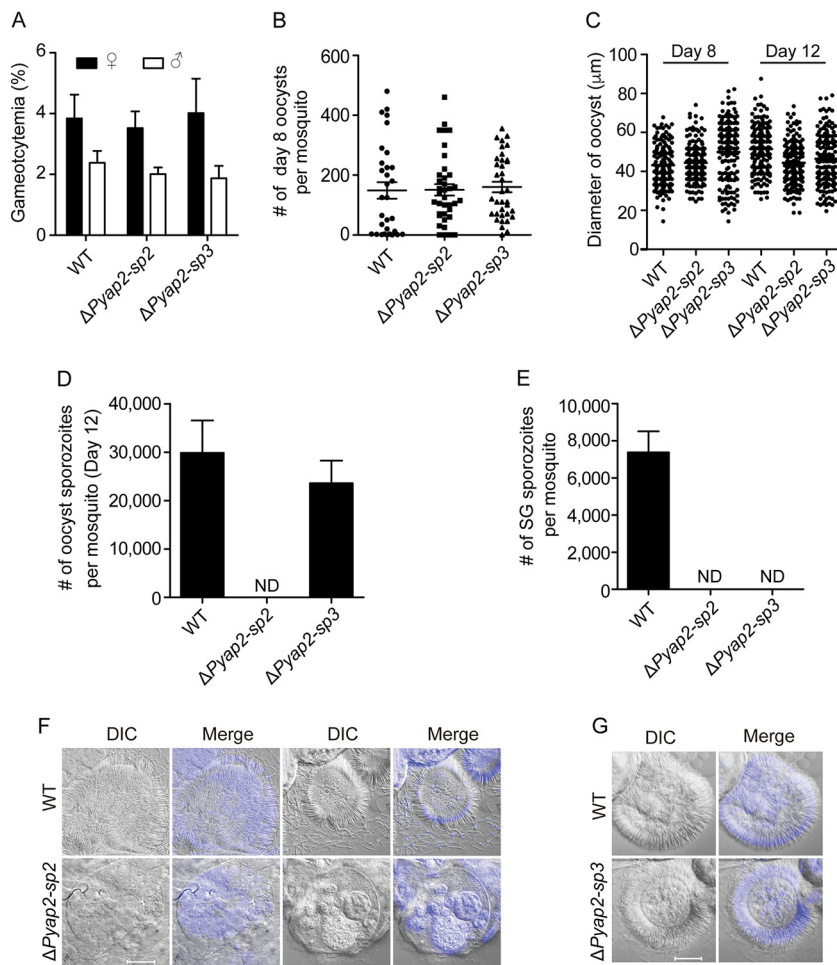 A
Gameotcytemia (%)
6
4
2
0
♀ ♂
WT
ΔPyap2-sp2
ΔPyap2-sp3
B
# of day 8 oocysts
per mosquito
600
400
200
0
WT
ΔPyap2-sp2
ΔPyap2-sp3
C
Diameter of oocyst (μm)
100
80
60
40
20
0
Day 8 Day 12
WT
ΔPyap2-sp2
ΔPyap2-sp3
WT
ΔPyap2-sp2
ΔPyap2-sp3
D
# of oocyst sporozoites
per mosquito (Day 12)
40,000
30,000
20,000
10,000
0
ND
WT
ΔPyap2-sp2
ΔPyap2-sp3
E
# of SG sporozoites
per mosquito
10,000
8,000
6,000
4,000
2,000
0
ND ND
WT
ΔPyap2-sp2
ΔPyap2-sp3
F
DIC Merge DIC Merge
WT
ΔPyap2-sp2
G
DIC Merge
WT
ΔPyap2-sp3